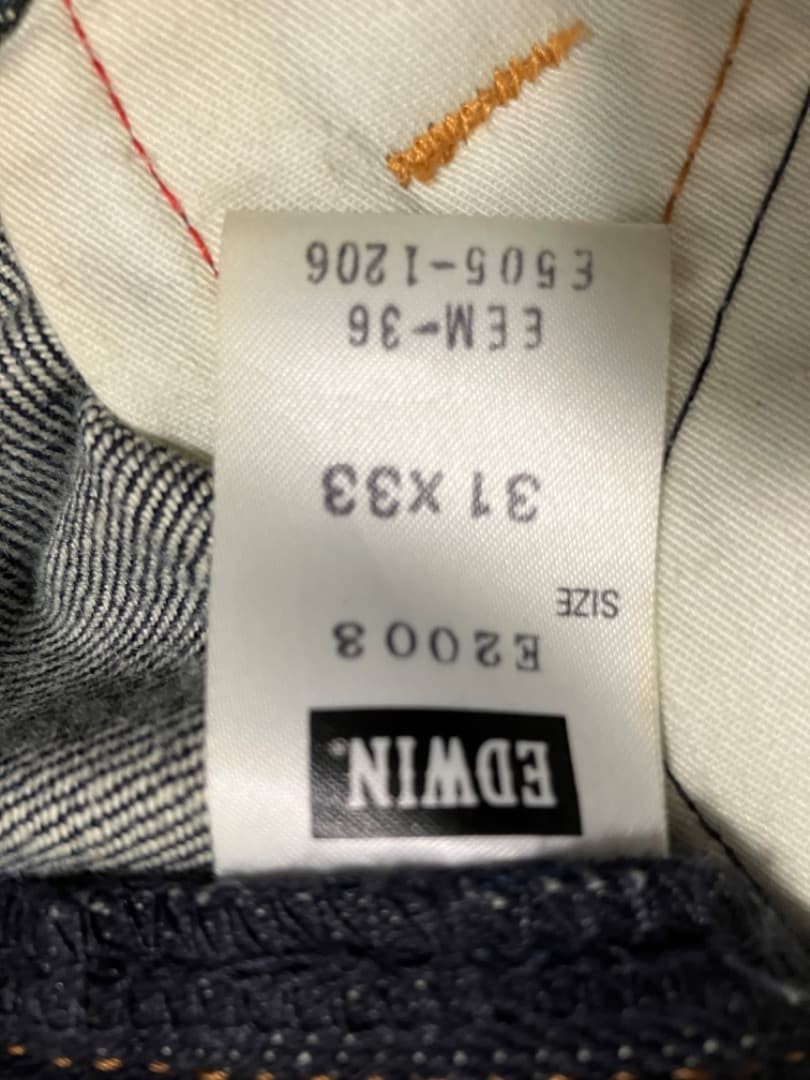 EDWIN.
E2003
SIZE
31X33
EEM-36
E505-1206